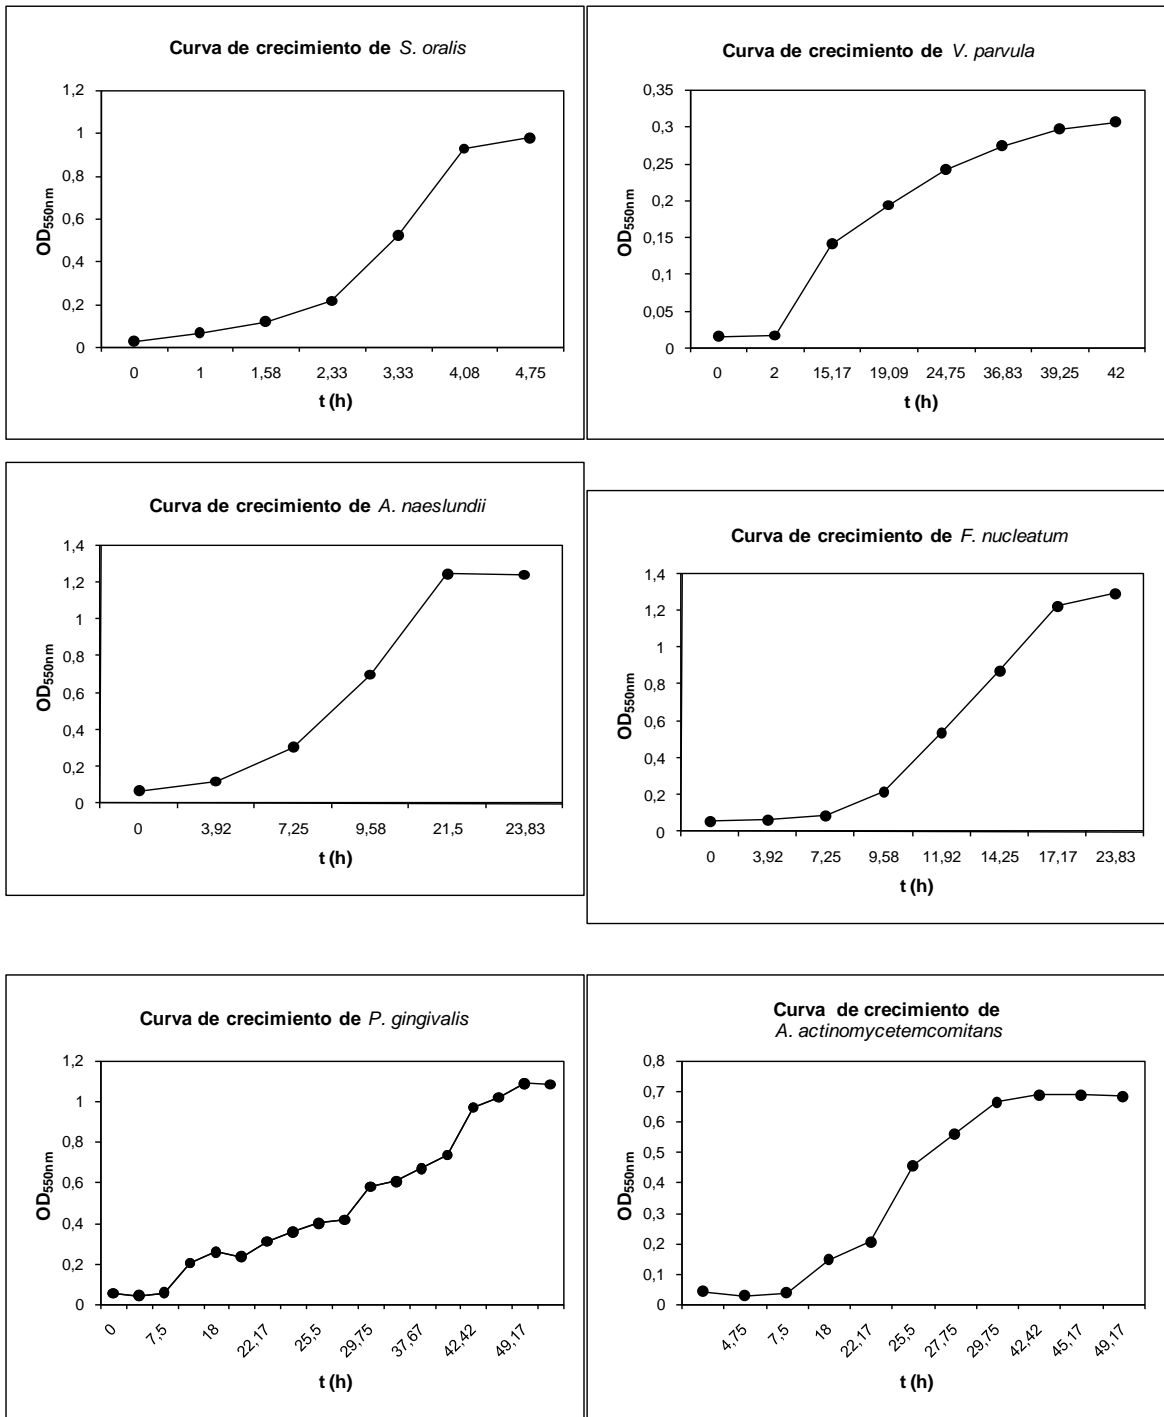 Curva de crecimiento de S. oralis
1,2
1
0,8
0,6
0,4
0,2
0
OD550nm
0 1 1,58 2,33 3,33 4,08 4,75
t (h)
Curva de crecimiento de V. parvula
0,35
0,3
0,25
0,2
0,15
0,1
0,05
0
OD550nm
0 2 15,17 19,09 24,75 36,83 39,25 42
t (h)
Curva de crecimiento de A. naeslundii
1,4
1,2
1
0,8
0,6
0,4
0,2
0
OD550nm
0 3,92 7,25 9,58 21,5 23,83
t (h)
Curva de crecimiento de F. nucleatum
1,4
1,2
1
0,8
0,6
0,4
0,2
0
OD550nm
0 3,92 7,25 9,58 11,92 14,25 17,17 23,83
t (h)
Curva de crecimiento de P. gingivalis
1,2
1
0,8
0,6
0,4
0,2
0
OD550nm
0 7,5 18 22,17 25,5 29,75 37,67 42,42 49,17
t (h)
Curva de crecimiento de
A. actinomycetemcomitans
0,8
0,7
0,6
0,5
0,4
0,3
0,2
0,1
0
OD550nm
4,75 7,5 18 22,17 25,5 27,75 29,75 42,42 45,17 49,17
t (h)